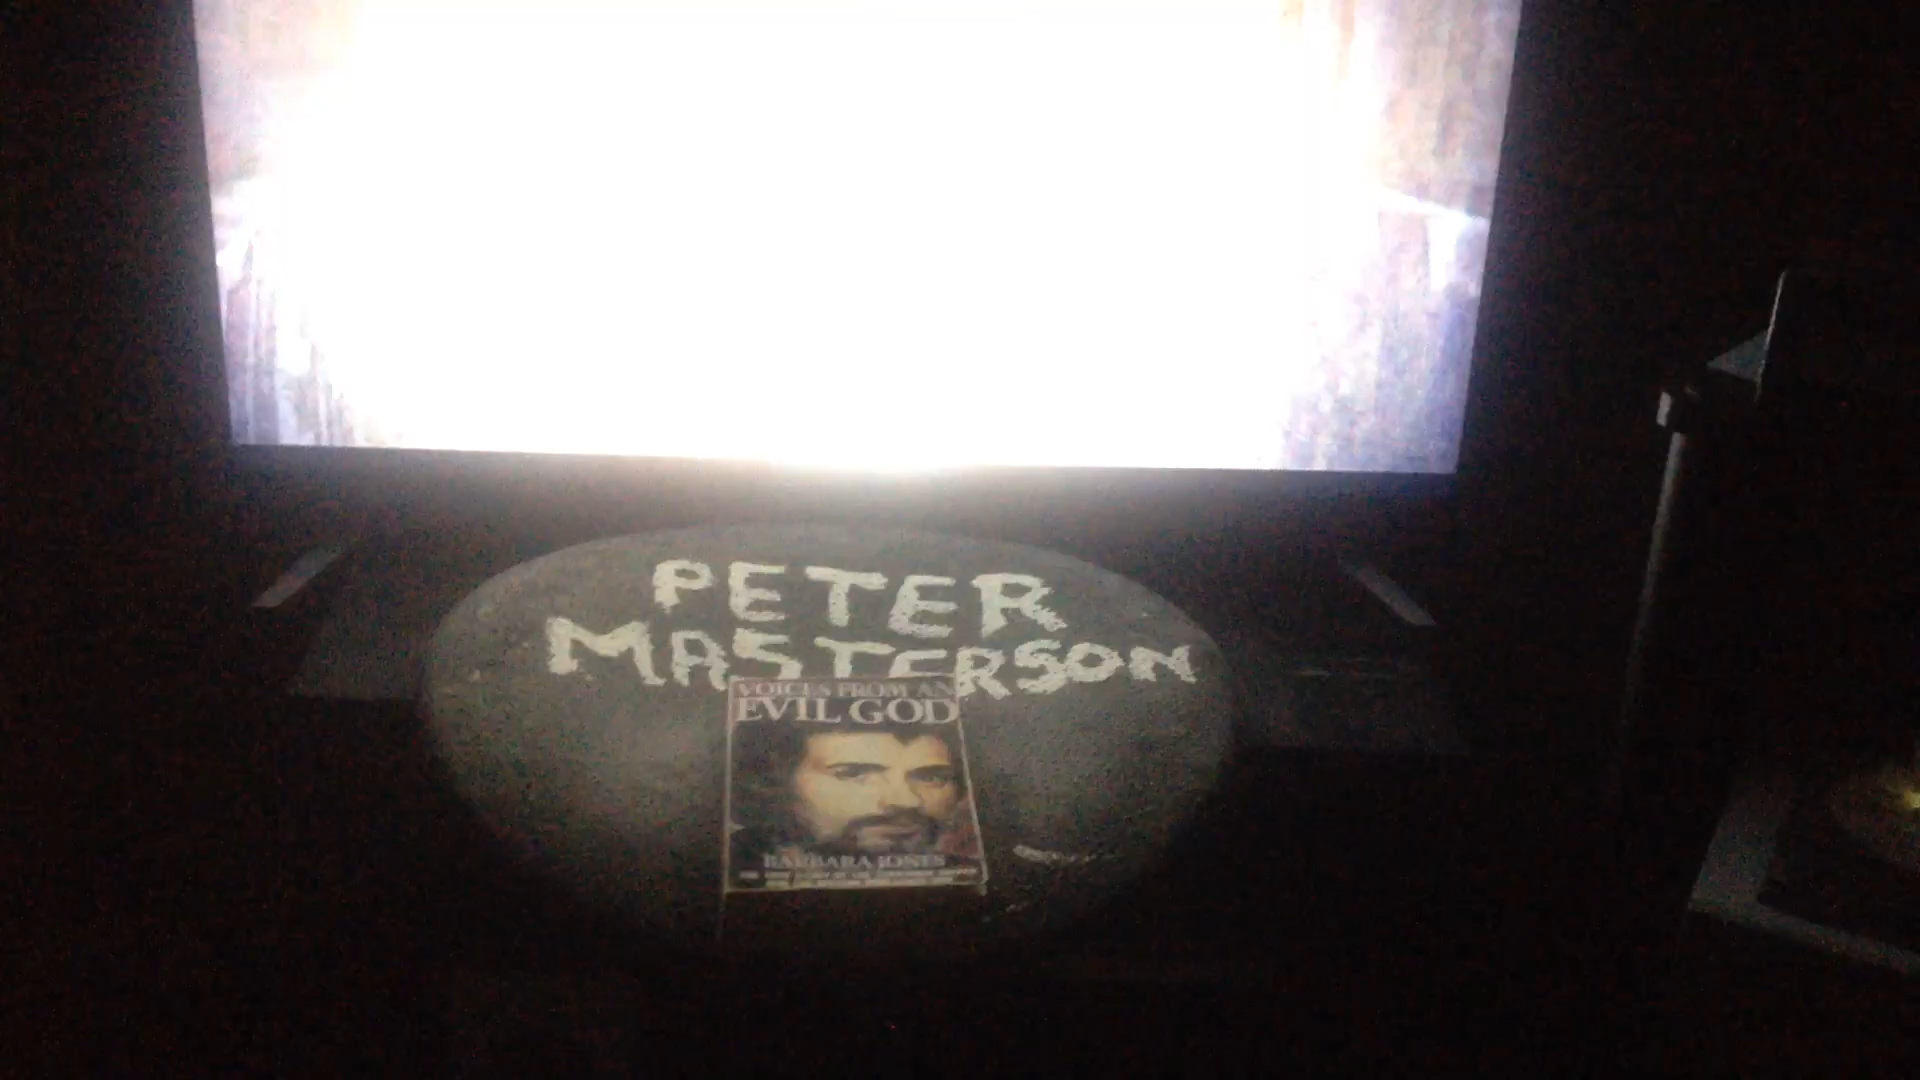 PETER
MASTERSON
VOICES FROM AN
EVIL GOD
BARBARA JONES